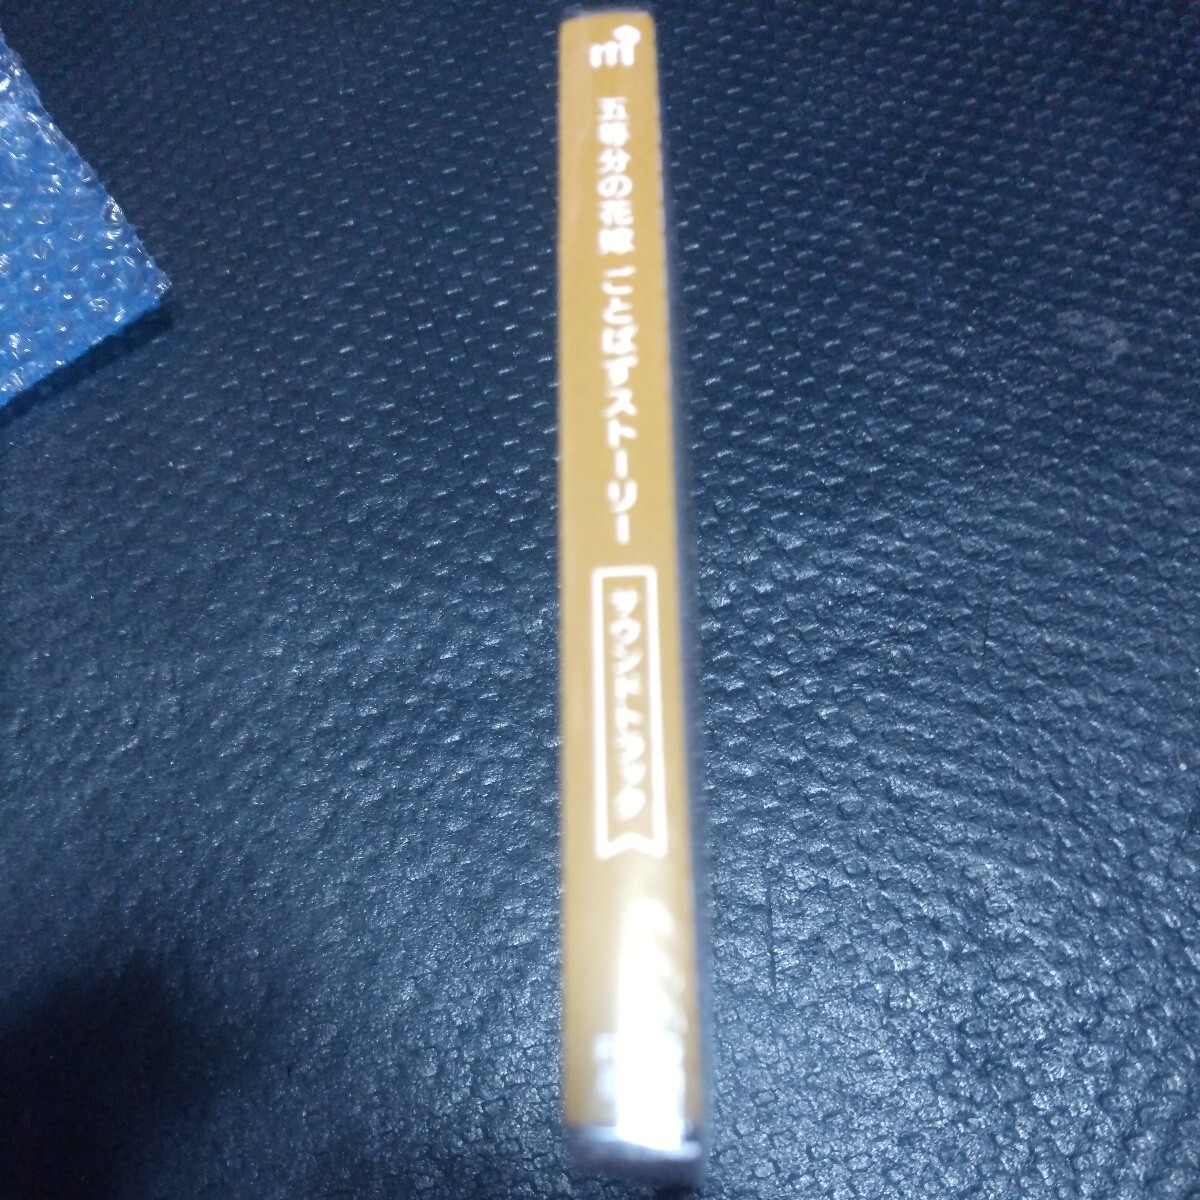 五等分の花嫁 ごとぱずストーリー
サウンドトラック